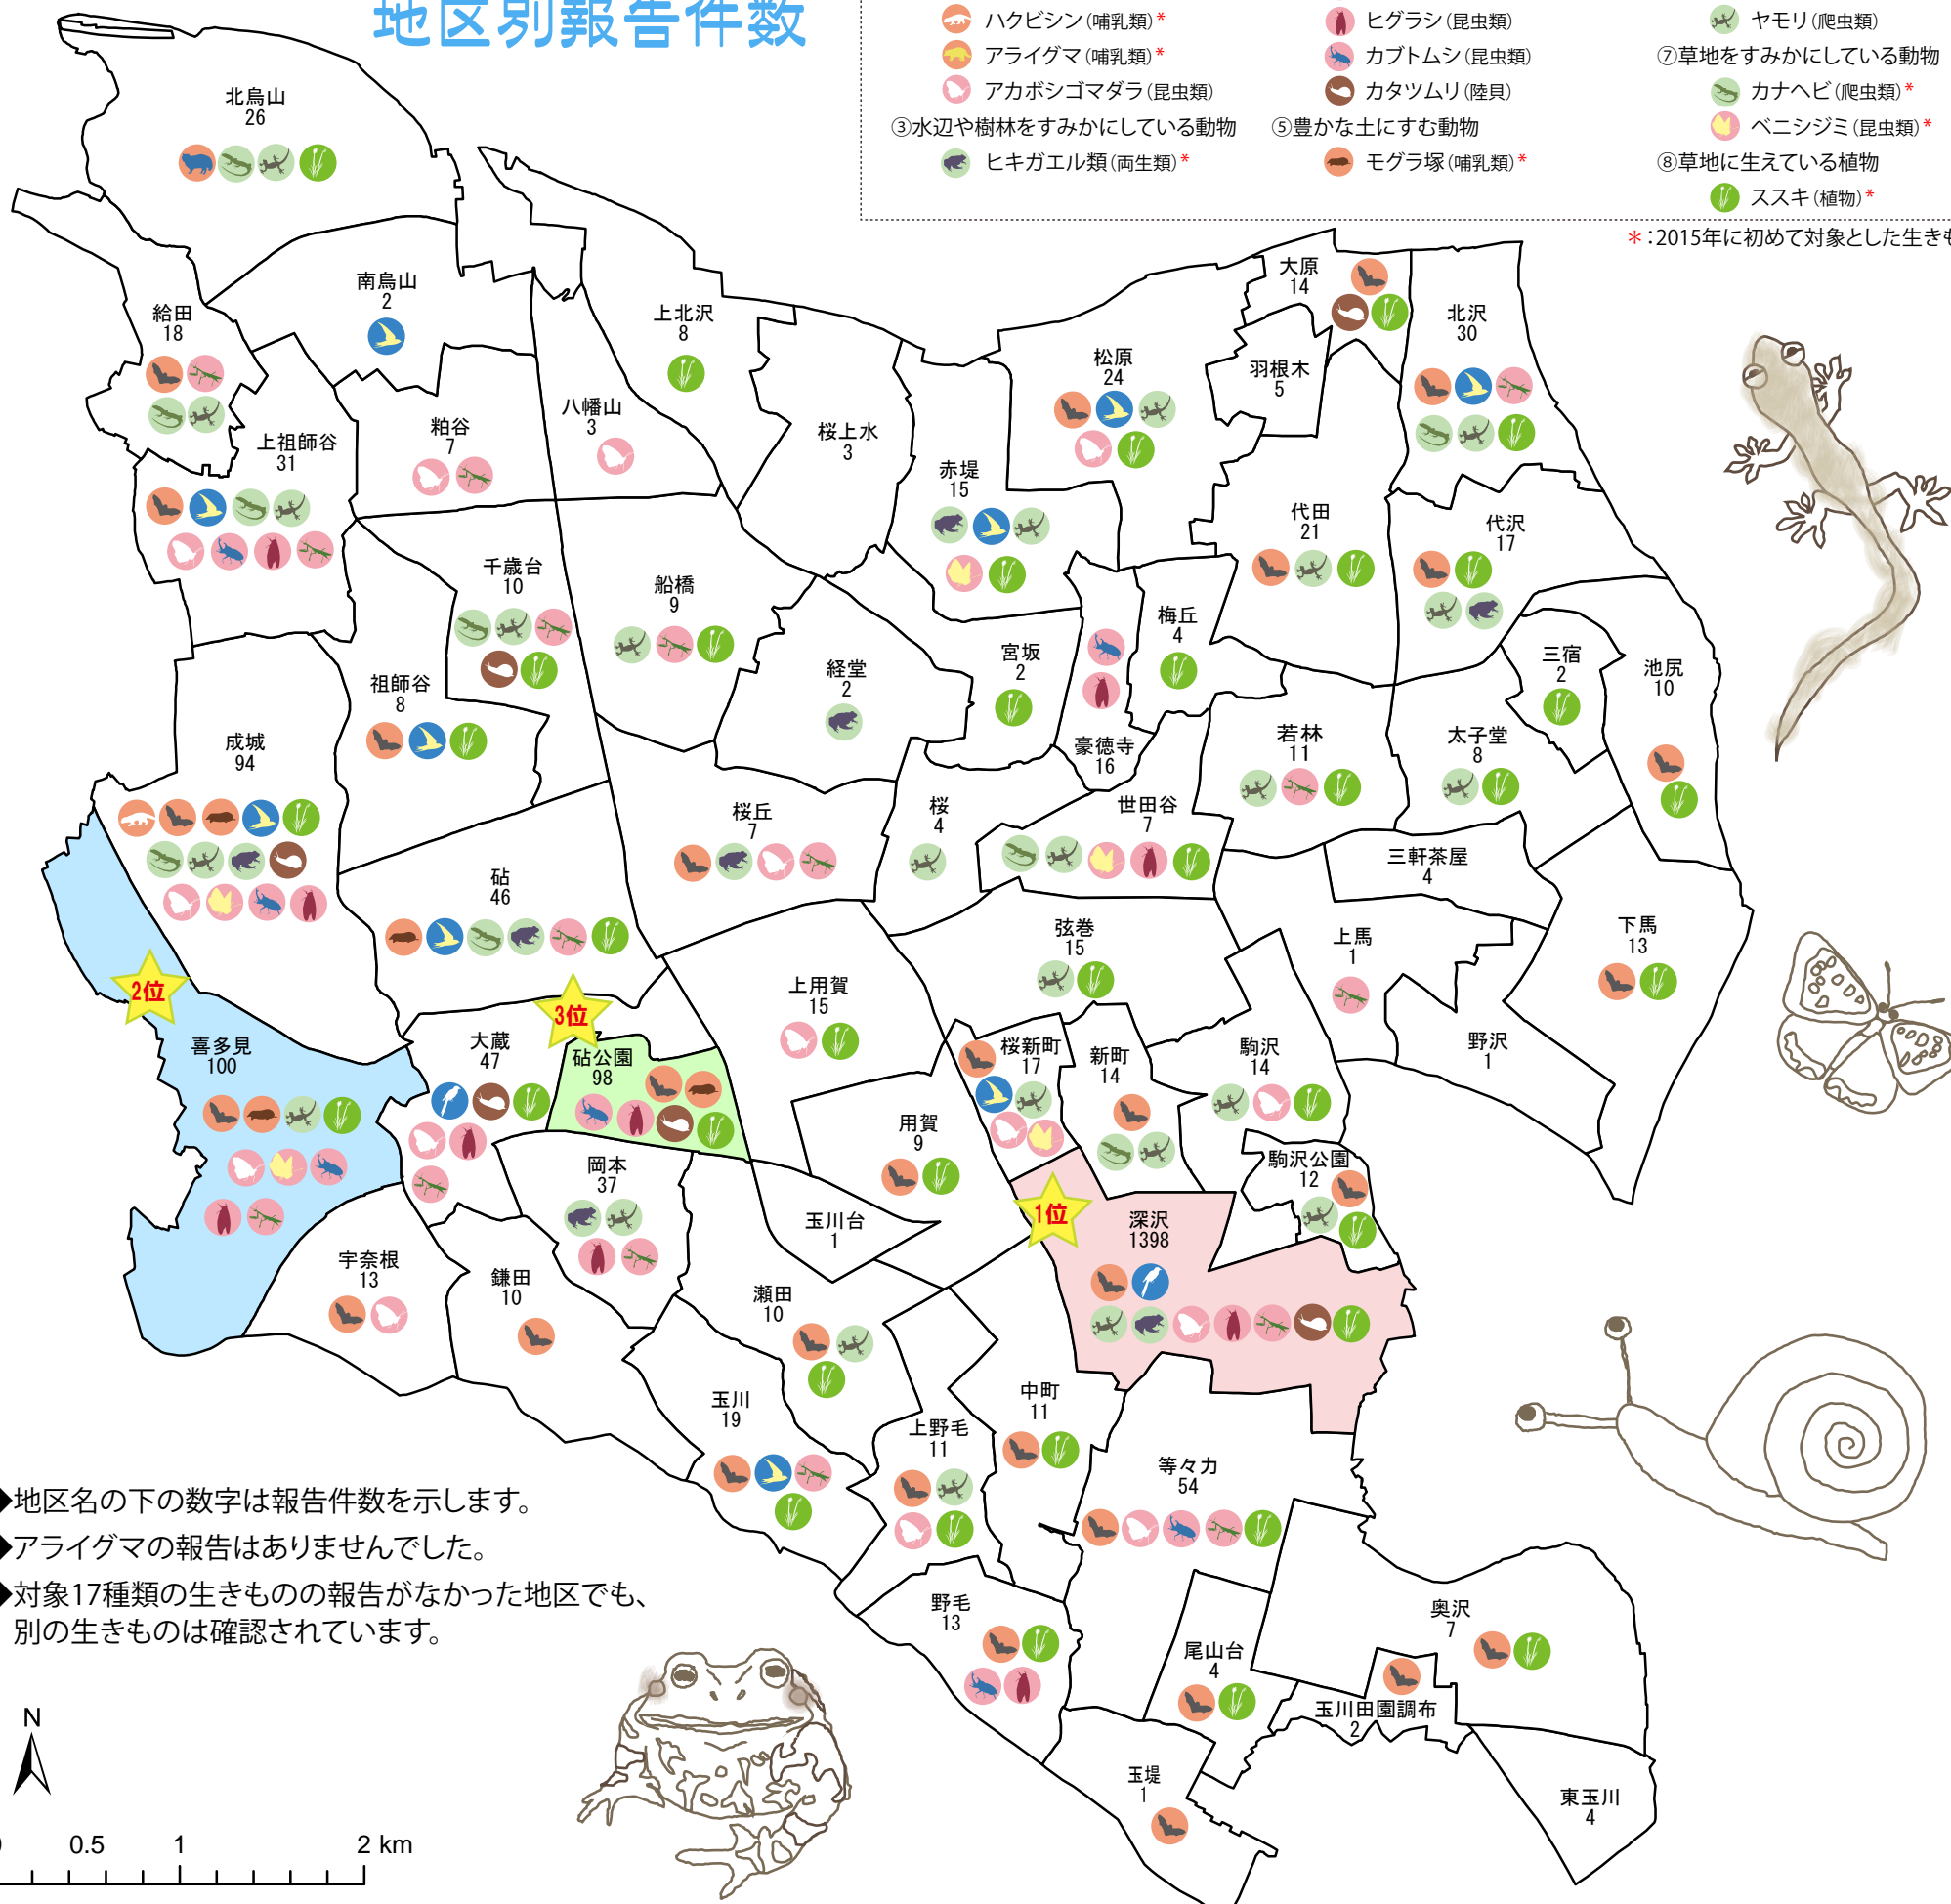 地区別報告件数
ハクビシン(哺乳類)*
アライグマ(哺乳類)*
アカボシゴマダラ(昆虫類)
③水辺や樹林をすみかにしている動物
ヒキガエル類(両生類)*
ヒグラシ(昆虫類)
カブトムシ(昆虫類)
カタツムリ(陸貝)
⑤豊かな土にすむ動物
モグラ塚(哺乳類)*
ヤモリ(爬虫類)
⑦草地をすみかにしている動物
カナヘビ(爬虫類)*
ベニシジミ(昆虫類)*
⑧草地に生えている植物
ススキ(植物)*
*:2015年に初めて対象とした生き
北烏山
26
南烏山
2
給田
18
上祖師谷
31
粕谷
7
八幡山
3
上北沢
8
桜上水
3
赤堤
15
松原
24
大原
14
羽根木
5
北沢
30
代田
21
代沢
17
千歳台
10
船橋
9
祖師谷
8
経堂
2
宮坂
2
梅丘
4
豪徳寺
16
三宿
2
池尻
10
若林
11
太子堂
8
成城
94
砧
46
桜丘
7
桜
4
世田谷
7
三軒茶屋
4
下馬
13
上馬
1
野沢
1
弦巻
15
上用賀
15
2位
喜多見
100
3位
大蔵
47
砧公園
98
桜新町
17
新町
14
駒沢
14
駒沢公園
12
用賀
9
岡本
37
玉川台
1
1位
深沢
1398
宇奈根
13
鎌田
10
瀬田
10
玉川
19
上野毛
11
中町
11
等々力
54
野毛
13
尾山台
4
奥沢
7
玉川田園調布
2
玉堤
1
東玉川
4
◆地区名の下の数字は報告件数を示します。
◆アライグマの報告はありませんでした。
◆対象17種類の生きものの報告がなかった地区でも、
別の生きものは確認されています。
N
0.5 1 2 km